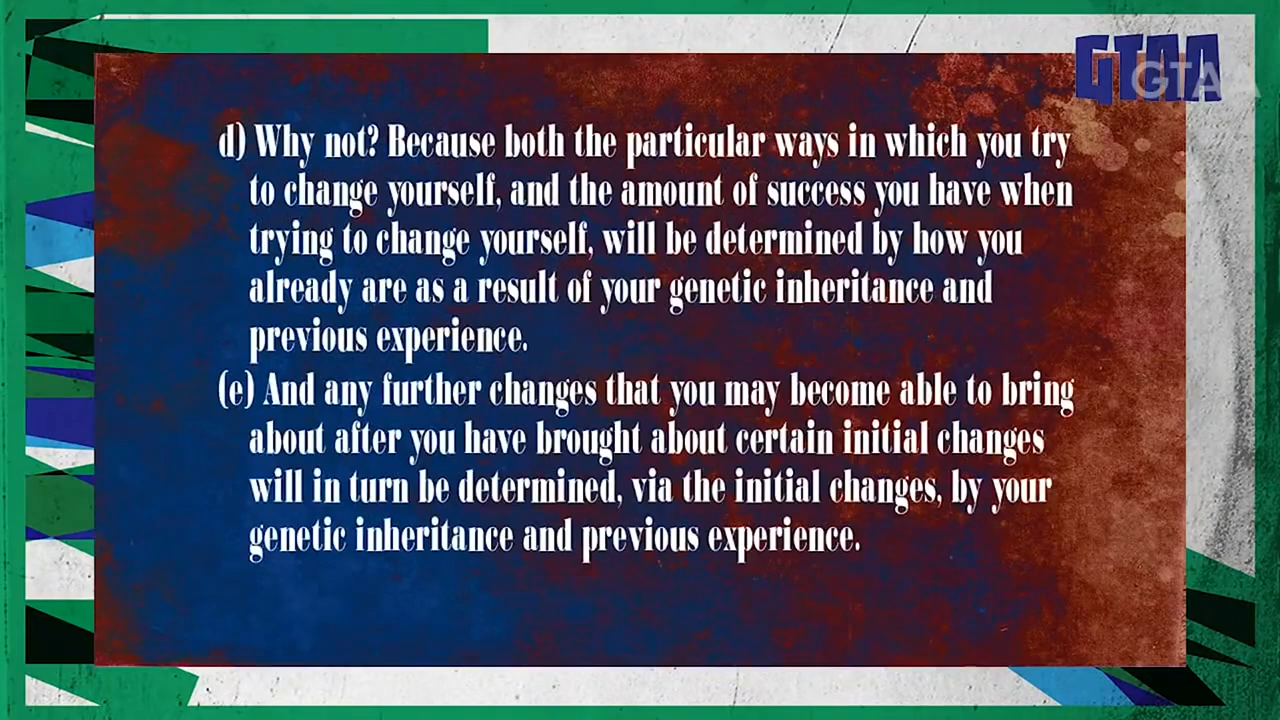 GTAA
GTA
d) Why not? Because both the particular ways in which you try
to change yourself, and the amount of success you have when
trying to change yourself, will be determined by how you
already are as a result of your genetic inheritance and
previous experience.
(e) And any further changes that you may become able to bring
about after you have brought about certain initial changes
will in turn be determined, via the initial changes, by your
genetic inheritance and previous experience.